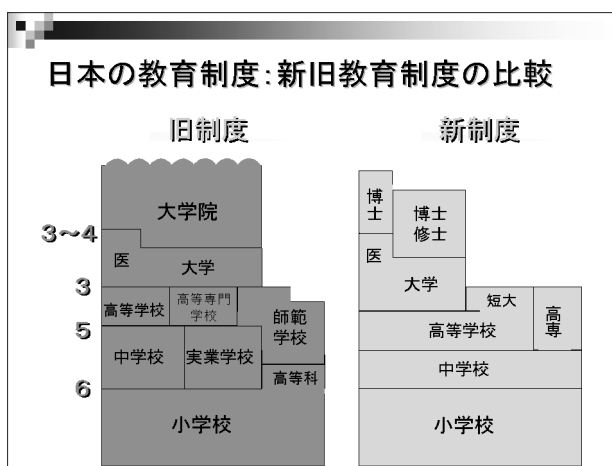 日本の教育制度:新旧教育制度の比較
旧制度
新制度
大学院
3～4
医
大学
3
高等学校
高等専門
学校
師範
学校
5
中学校
実業学校
高等科
6
小学校
博士
博士
修士
医
大学
短大
高専
高等学校
中学校
小学校